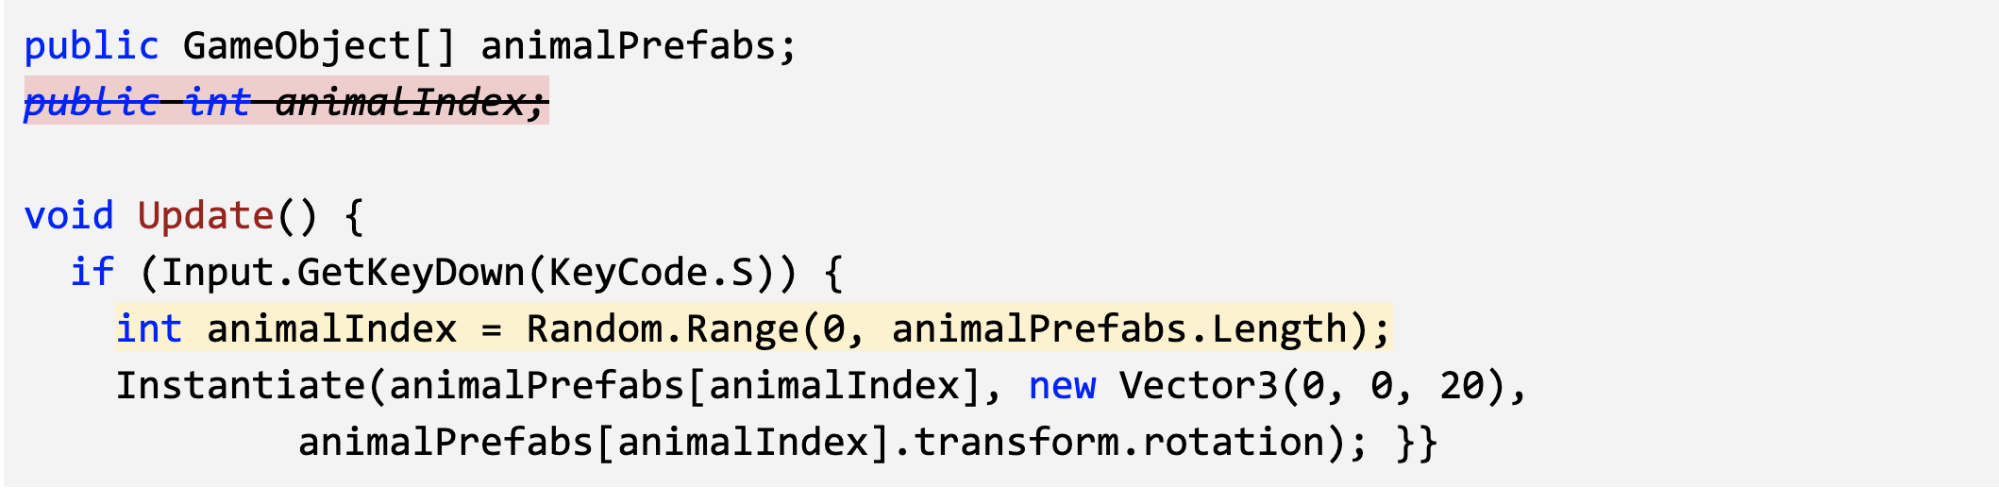 public GameObject[] animalPrefabs;
public int animalIndex;
void Update() {
if (Input.GetKeyDown(KeyCode.S)) {
int animalIndex = Random.Range(0, animalPrefabs.Length);
Instantiate(animalPrefabs[animalIndex], new Vector3(0, 0, 20),
animalPrefabs[animalIndex].transform.rotation); }}